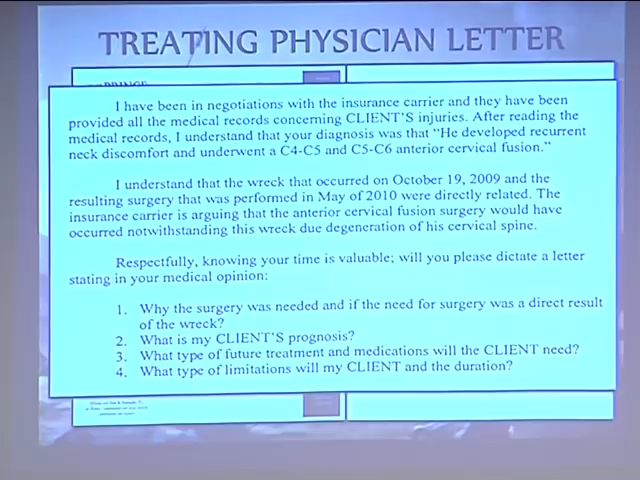 TREATING PHYSICIAN LETTER
I have been in negotiations with the insurance carrier and they have been
provided all the medical records concerning CLIENT'S injuries. After reading the
medical records, I understand that your diagnosis was that "He developed recurrent
neck discomfort and underwent a C4-C5 and C5-C6 anterior cervical fusion."
I understand that the wreck that occurred on October 19, 2009 and the
resulting surgery that was performed in May of 2010 were directly related. The
insurance carrier is arguing that the anterior cervical fusion surgery would have
occurred notwithstanding this wreck due degeneration of his cervical spine.
Respectfully, knowing your time is valuable; will you please dictate a letter
stating in your medical opinion:
1. Why the surgery was needed and if the need for surgery was a direct result
of the wreck?
2. What is my CLIENT'S prognosis?
3. What type of future treatment and medications will the CLIENT need?
4. What type of limitations will my CLIENT and the duration?